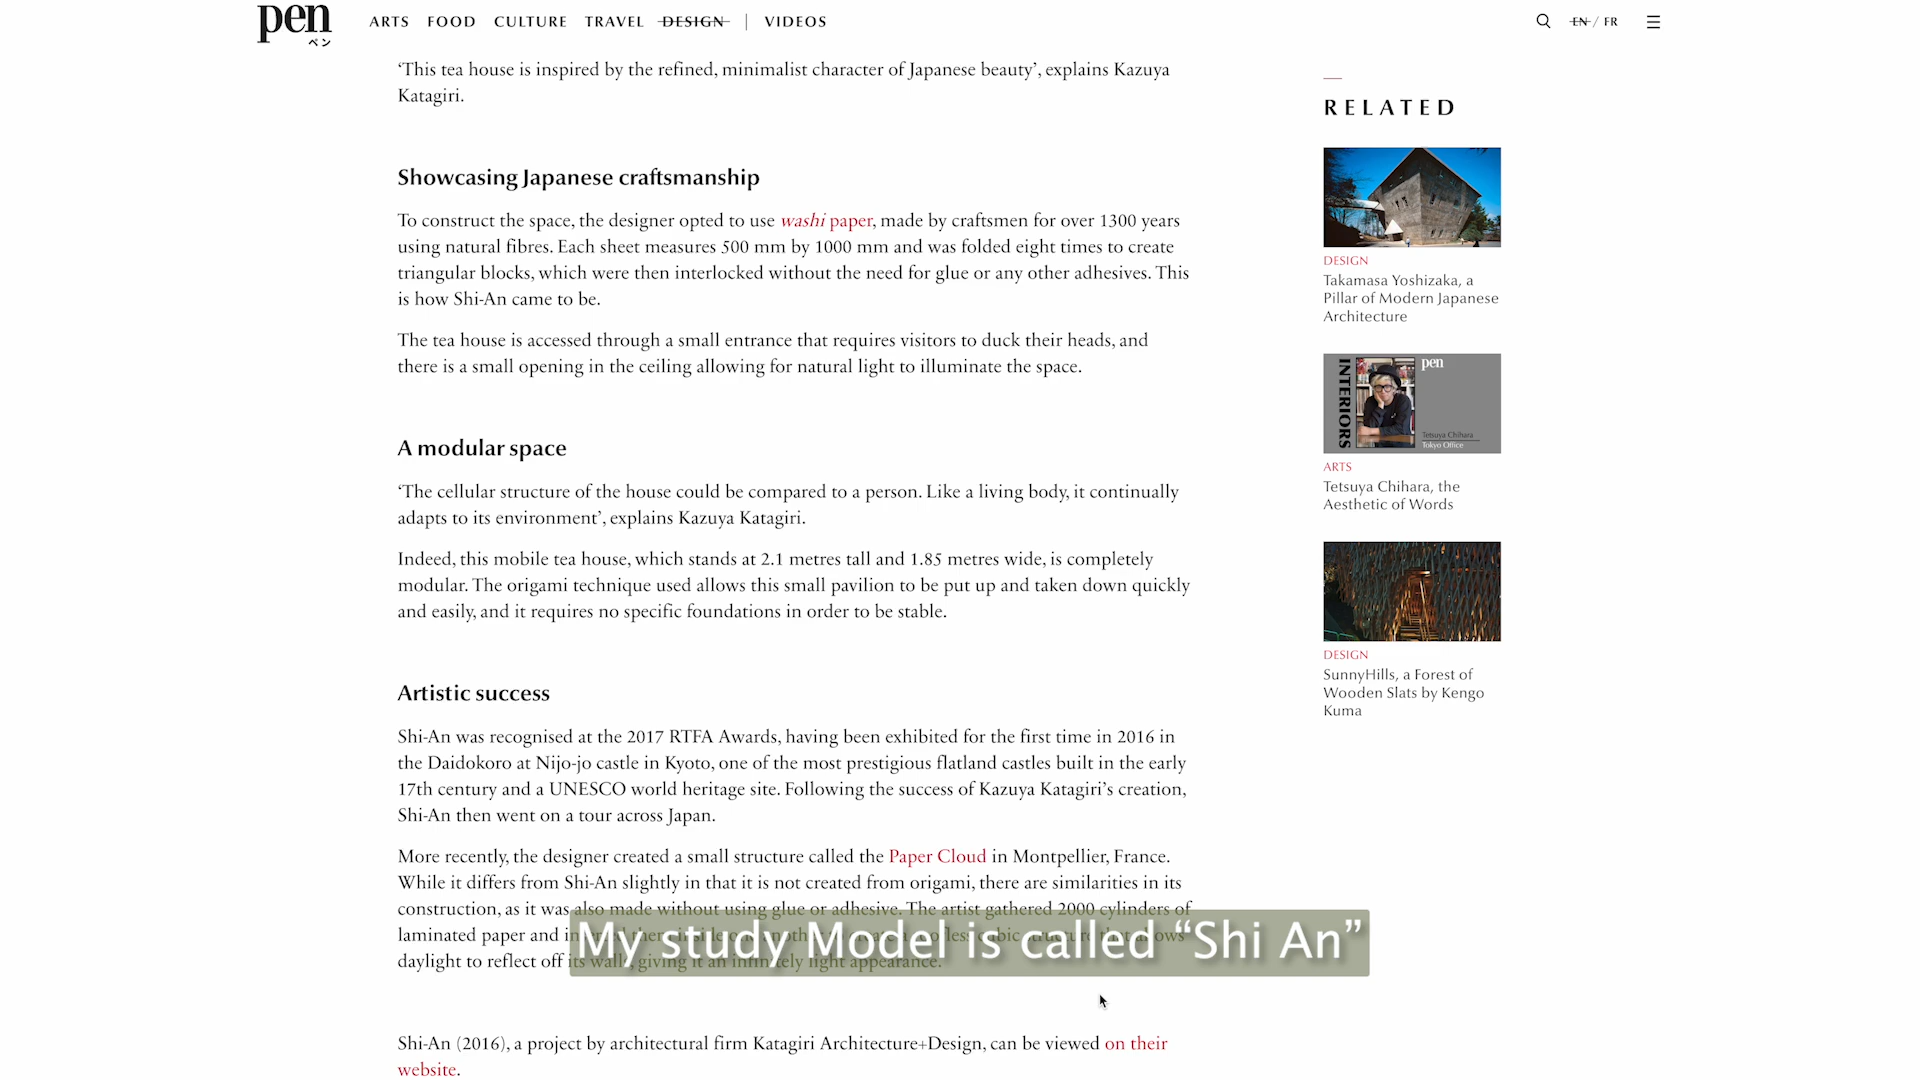 pen
ペン
ARTS FOOD CULTURE TRAVEL DESIGN | VIDEOS
EN / FR
‘This tea house is inspired by the refined, minimalist character of Japanese beauty’, explains Kazuya
Katagiri.
Showcasing Japanese craftsmanship
To construct the space, the designer opted to use washi paper, made by craftsmen for over 1300 years
using natural fibres. Each sheet measures 500 mm by 1000 mm and was folded eight times to create
triangular blocks, which were then interlocked without the need for glue or any other adhesives. This
is how Shi-An came to be.
The tea house is accessed through a small entrance that requires visitors to duck their heads, and
there is a small opening in the ceiling allowing for natural light to illuminate the space.
A modular space
‘The cellular structure of the house could be compared to a person. Like a living body, it continually
adapts to its environment’, explains Kazuya Katagiri.
Indeed, this mobile tea house, which stands at 2.1 metres tall and 1.85 metres wide, is completely
modular. The origami technique used allows this small pavilion to be put up and taken down quickly
and easily, and it requires no specific foundations in order to be stable.
Artistic success
Shi-An was recognised at the 2017 RTFA Awards, having been exhibited for the first time in 2016 in
the Daidokoro at Nijo-jo castle in Kyoto, one of the most prestigious flatland castles built in the early
17th century and a UNESCO world heritage site. Following the success of Kazuya Katagiri’s creation,
Shi-An then went on a tour across Japan.
More recently, the designer created a small structure called the Paper Cloud in Montpellier, France.
While it differs from Shi-An slightly in that it is not created from origami, there are similarities in its
construction, as it was also made without using glue or adhesive. The artist gathered 2000 cylinders of
laminated paper and
daylight to reflect off its walls, giving it an infinitely light appearance.
My study Model is called “Shi An”
Shi-An (2016), a project by architectural firm Katagiri Architecture+Design, can be viewed on their
website.
RELATED
DESIGN
Takamasa Yoshizaka, a
Pillar of Modern Japanese
Architecture
INTERIORS
pen
Tetsuya Chihara
Tokyo Office
ARTS
Tetsuya Chihara, the
Aesthetic of Words
DESIGN
SunnyHills, a Forest of
Wooden Slats by Kengo
Kuma